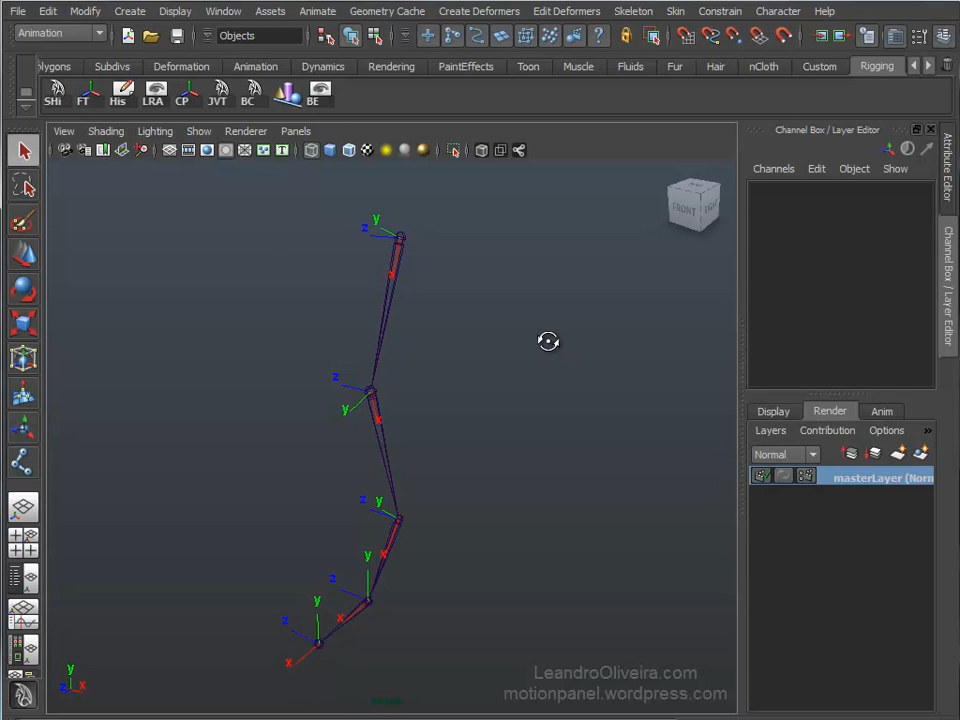 File Edit Modify Create Display Window Assets Animate Geometry Cache Create Deformers Edit Deformers Skeleton Skin Constrain Character Help
Animation Objects
olygons Subdivs Deformation Animation Dynamics Rendering PaintEffects Toon Muscle Fluids Fur Hair nCloth Custom Rigging
SHi FT His LRA CP JVT BC BE
View Shading Lighting Show Renderer Panels
Channel Box / Layer Editor
Channels Edit Object Show
Attribute Editor
Channel Box / Layer Editor
FRONT
y
z
x
z
y
x
z y
x
y
z
x
y
z
x
Display Render Anim
Layers Contribution Options »
Normal
masterLayer (Norn
LeandroOliveira.com
motionpanel.wordpress.com
y
z x